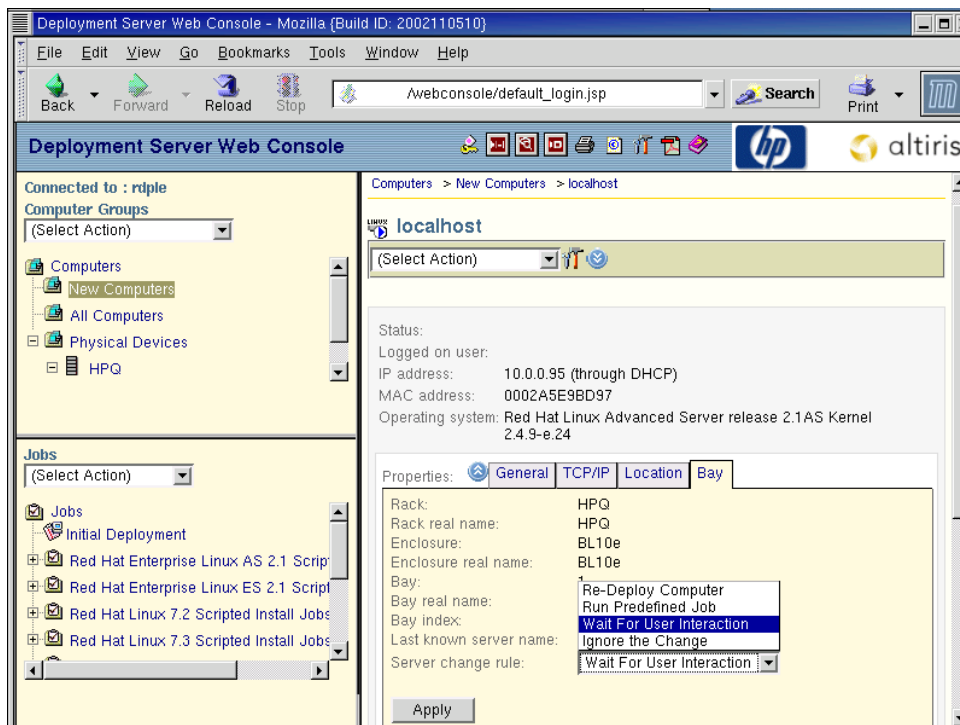 Deployment Server Web Console - Mozilla {Build ID: 2002110510}
File Edit View Go Bookmarks Tools Window Help
Back Forward Reload Stop /webconsole/default_login.jsp Search Print
Deployment Server Web Console
hp altiris
Connected to : rdple
Computer Groups
(Select Action)
Computers
New Computers
All Computers
Physical Devices
HPQ
Jobs
(Select Action)
Jobs
Initial Deployment
Red Hat Enterprise Linux AS 2.1 Script
Red Hat Enterprise Linux ES 2.1 Script
Red Hat Linux 7.2 Scripted Install Jobs
Red Hat Linux 7.3 Scripted Install Jobs
Computers > New Computers > localhost
LINUX localhost
(Select Action)
Status:
Logged on user:
IP address: 10.0.0.95 (through DHCP)
MAC address: 0002A5E9BD97
Operating system: Red Hat Linux Advanced Server release 2.1AS Kernel
2.4.9-e.24
Properties: General TCP/IP Location Bay
Rack: HPQ
Rack real name: HPQ
Enclosure: BL10e
Enclosure real name: BL10e
Bay:
Bay real name:
Bay index:
Last known server name:
Server change rule: Wait For User Interaction
Re-Deploy Computer
Run Predefined Job
Wait For User Interaction
Ignore the Change
Apply